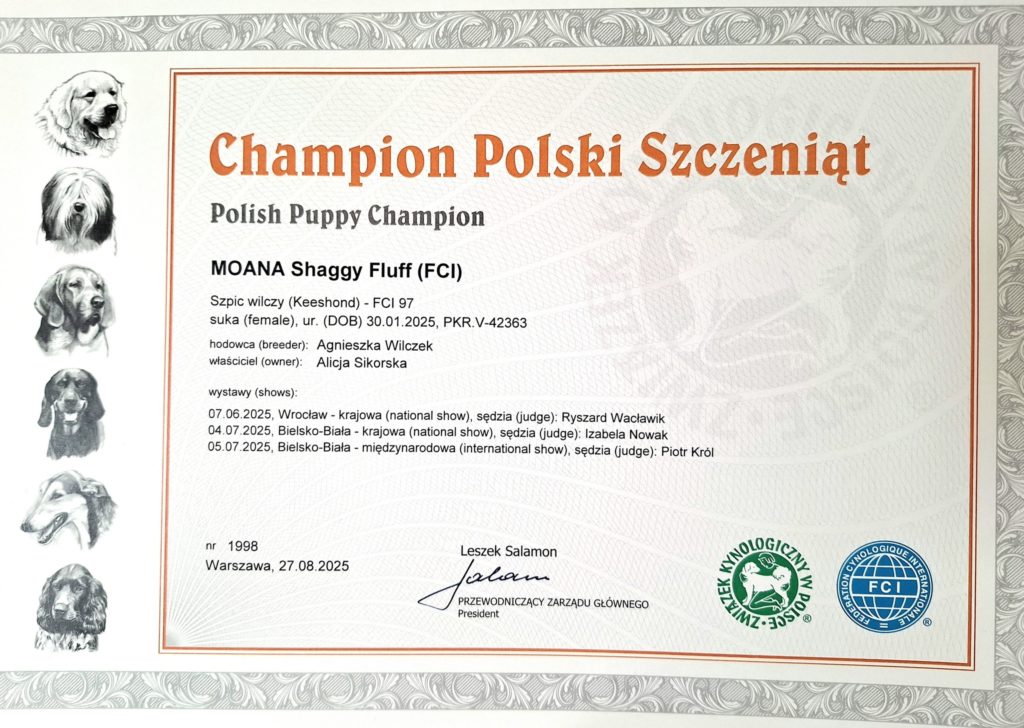 Champion Polski Szczeniąt
Polish Puppy Champion
MOANA Shaggy Fluff (FCI)
Szpic wilczy (Keeshond) - FCI 97
suka (female), ur. (DOB) 30.01.2025, PKR.V-42363
hodowca (breeder): Agnieszka Wilczek
właściciel (owner): Alicja Sikorska
wystawy (shows):
07.06.2025, Wrocław - krajowa (national show), sędzia (judge): Ryszard Wacławik
04.07.2025, Bielsko-Biała - krajowa (national show), sędzia (judge): Izabela Nowak
05.07.2025, Bielsko-Biała - międzynarodowa (international show), sędzia (judge): Piotr Król
nr 1998
Warszawa, 27.08.2025
Leszek Salamon
PRZEWODNICZĄCY ZARZĄDU GŁÓWNEGO
President
ZWIĄZEK KYNOLOGICZNY W POLSCE ®
FEDERATION CYNOLOGIQUE INTERNATIONALE ®
FCI